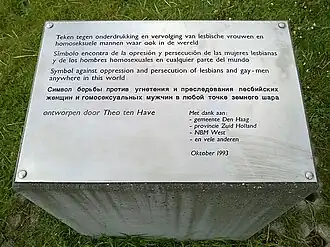 Teken tegen onderdrukking en vervolging van lesbische vrouwen en
homoseksuele mannen waar ook in de wereld
Símbolo encontra de la opresión y persecución de las mujeres lesbianas
y de los hombres homosexuales en cualquier parte del mundo
Symbol against oppression and persecution of lesbians and gay-men
anywhere in this world
Символ борьбы против угнетения и преследования лесбийских
женщин и гомосоксуальных мужчин в любой точке земного шара
ontworpen door Theo ten Have
Met dank aan:
- gemeente Den Haag
- provincie Zuid Holland
- NBM West
- en vele anderen
Oktober 1993